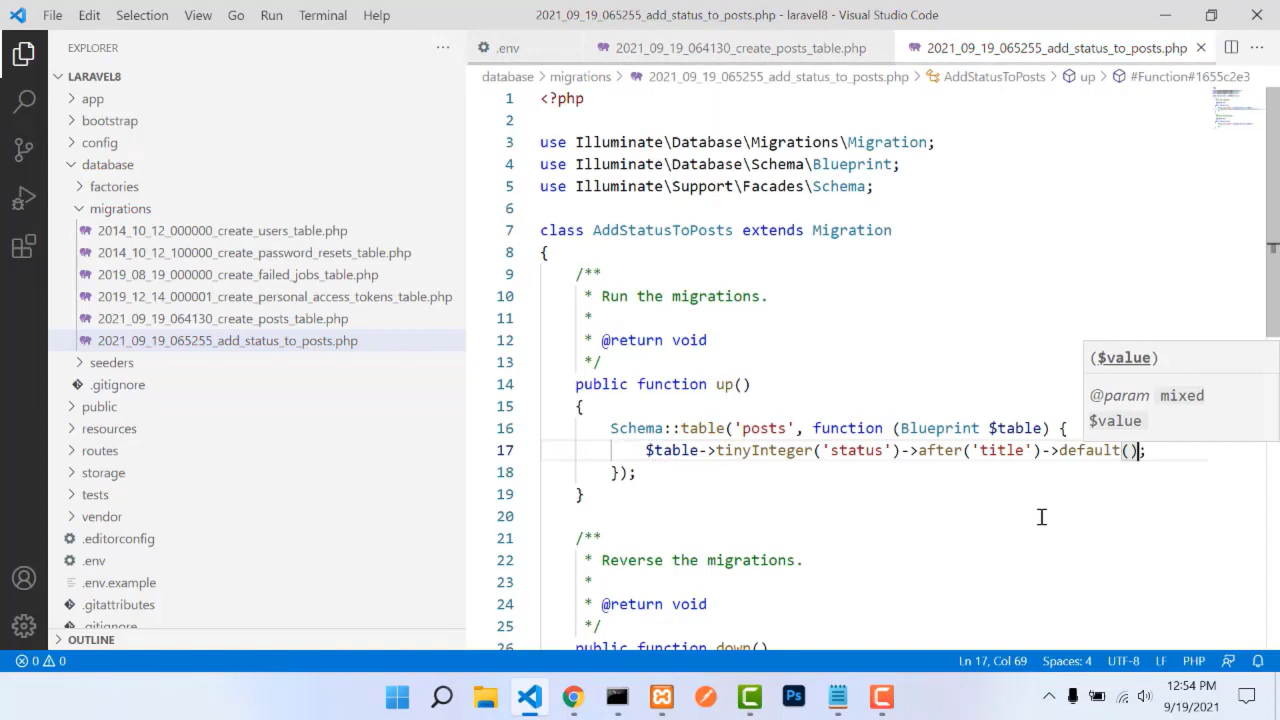 File Edit Selection View Go Run Terminal Help 2021_09_19_065255_add_status_to_posts.php - laravel8 - Visual Studio Code
EXPLORER
LARAVEL8
app
bootstrap
config
database
factories
migrations
2014_10_12_000000_create_users_table.php
2014_10_12_100000_create_password_resets_table.php
2019_08_19_000000_create_failed_jobs_table.php
2019_12_14_000001_create_personal_access_tokens_table.php
2021_09_19_064130_create_posts_table.php
2021_09_19_065255_add_status_to_posts.php
seeders
.gitignore
public
resources
routes
storage
tests
vendor
.editorconfig
.env
.env.example
.gitattributes
.gitignore
OUTLINE
.env 2021_09_19_064130_create_posts_table.php 2021_09_19_065255_add_status_to_posts.php
database > migrations > 2021_09_19_065255_add_status_to_posts.php > AddStatusToPosts > up > #Function#1655c2e3
1 <?php
2
3 use Illuminate\Database\Migrations\Migration;
4 use Illuminate\Database\Schema\Blueprint;
5 use Illuminate\Support\Facades\Schema;
6
7 class AddStatusToPosts extends Migration
8 {
9 /**
10 * Run the migrations.
11 *
12 * @return void
13 */
14 public function up()
15 {
16 Schema::table('posts', function (Blueprint $table) {
17 $table->tinyInteger('status')->after('title')->default();
18 });
19 }
20
21 /**
22 * Reverse the migrations.
23 *
24 * @return void
25 */
26 public function down()
($value)
@param mixed
$value
0 0 Ln 17, Col 69 Spaces: 4 UTF-8 LF PHP
Ps
12:54 PM
9/19/2021